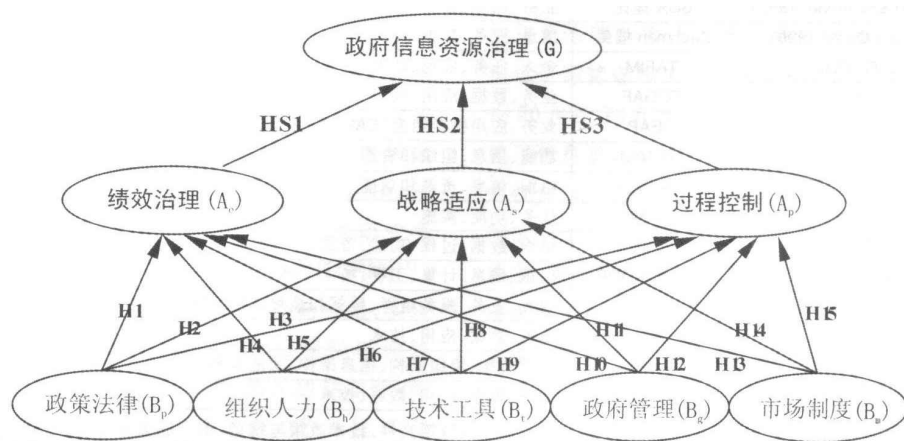 政府信息资源治理(G)
HS1
HS2
HS3
绩效治理(Ae)
战略适应(As)
过程控制(Ap)
H1
H2
H3
H4
H5
H6
H7
H8
H9
H10
H11
H12
H13
H14
H15
政策法律(Bp)
组织人力(Bh)
技术工具(Bt)
政府管理(Bg)
市场制度(Bm)